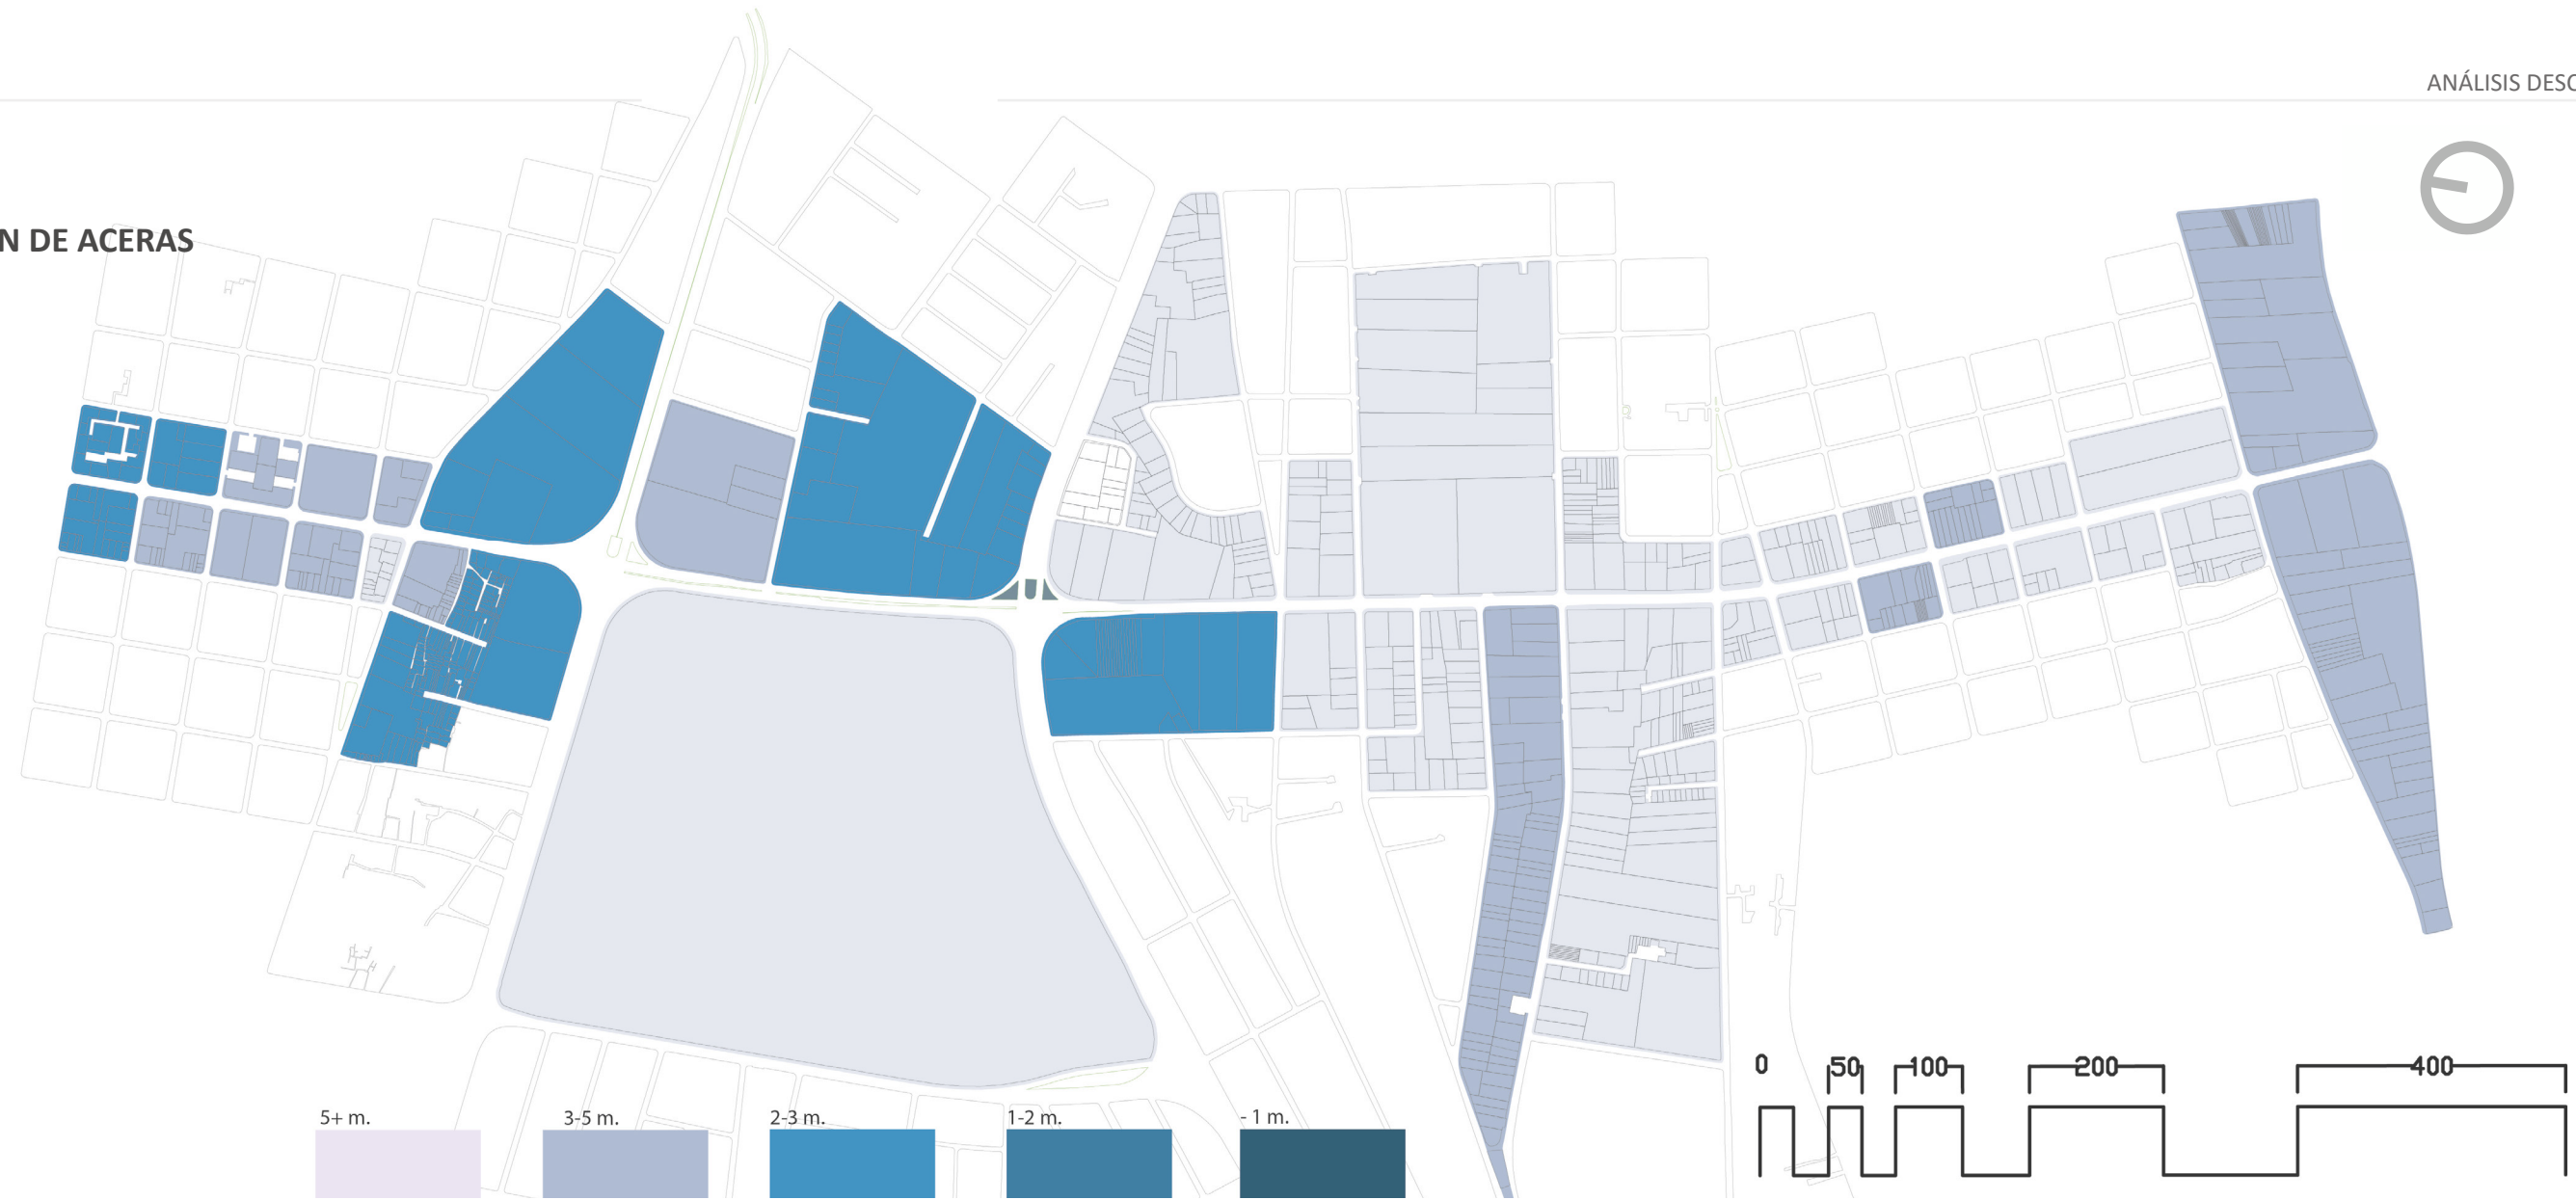 ANÁLISIS DESC
N DE ACERAS
0 50 100 200 400
5+ m. 3-5 m. 2-3 m. 1-2 m. - 1 m.